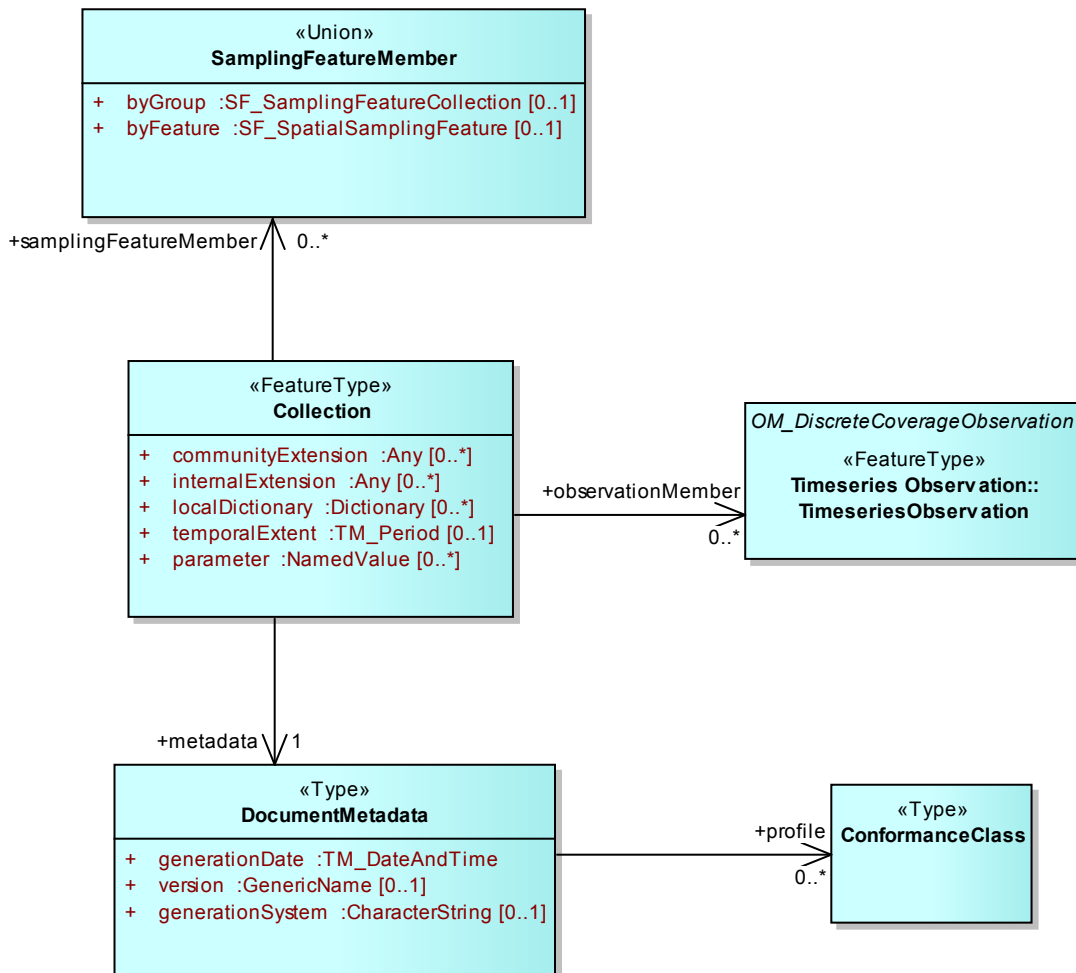 «Union»
SamplingFeatureMember
+ byGroup :SF_SamplingFeatureCollection [0..1]
+ byFeature :SF_SpatialSamplingFeature [0..1]
+samplingFeatureMember 0..*
«FeatureType»
Collection
+ communityExtension :Any [0..*]
+ internalExtension :Any [0..*]
+ localDictionary :Dictionary [0..*]
+ temporalExtent :TM_Period [0..1]
+ parameter :NamedValue [0..*]
+observationMember
0..*
OM_DiscreteCoverageObservation
«FeatureType»
Timeseries Observation::
TimeseriesObservation
+metadata 1
«Type»
DocumentMetadata
+ generationDate :TM_DateAndTime
+ version :GenericName [0..1]
+ generationSystem :CharacterString [0..1]
+profile
0..*
«Type»
ConformanceClass